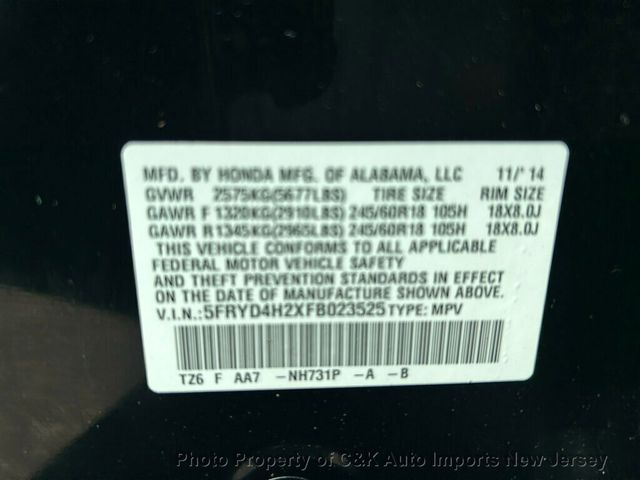 MFD. BY HONDA MFG. OF ALABAMA, LLC 11/'14
GVWR 2575KG(5677LBS) TIRE SIZE RIM SIZE
GAWR F 1320KG(2910LBS) 245/60R18 105H 18X8.0J
GAWR R 1345KG(2965LBS) 245/60R18 105H 18X8.0J
THIS VEHICLE CONFORMS TO ALL APPLICABLE
FEDERAL MOTOR VEHICLE SAFETY
AND THEFT PREVENTION STANDARDS IN EFFECT
ON THE DATE OF MANUFACTURE SHOWN ABOVE.
V.I.N.:5FRYD4H2XFB023525 TYPE: MPV
TZ6 F AA7 -NH731P -A -B
Photo Property of C&K Auto Imports New Jersey